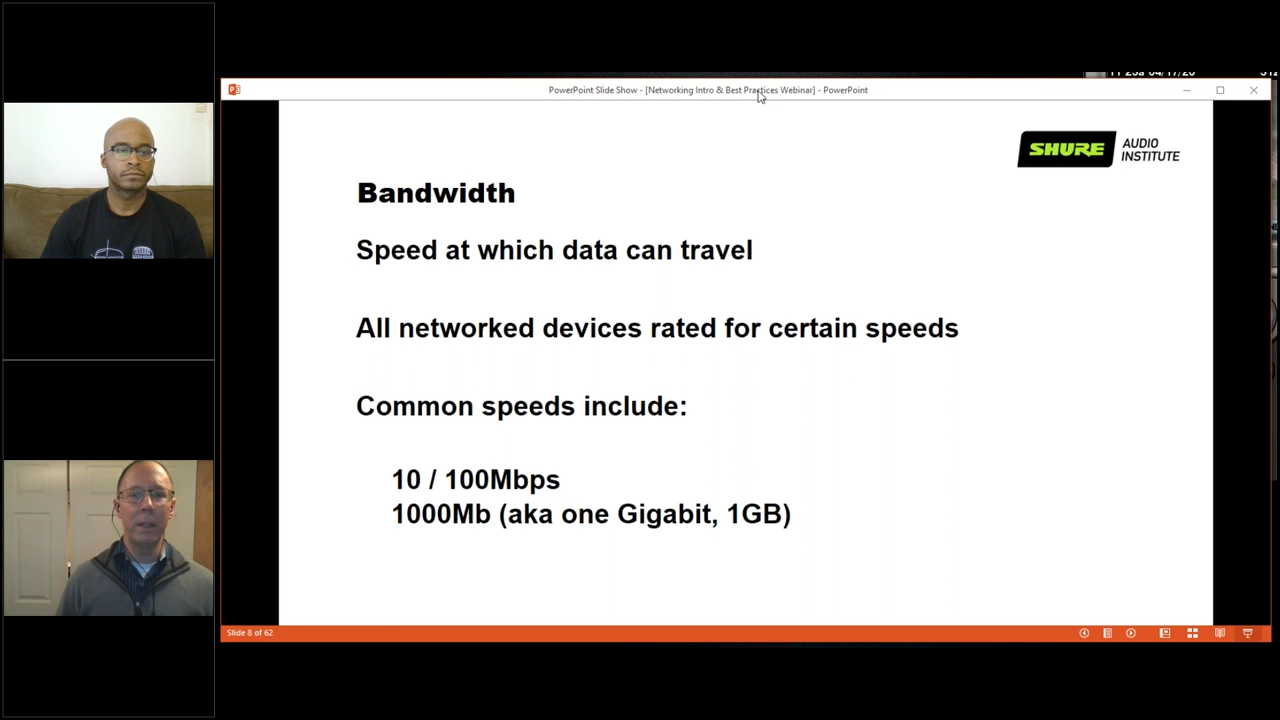 PowerPoint Slide Show - [Networking Intro & Best Practices Webinar] - PowerPoint
SHURE AUDIO
INSTITUTE
Bandwidth
Speed at which data can travel
All networked devices rated for certain speeds
Common speeds include:
10 / 100Mbps
1000Mb (aka one Gigabit, 1GB)
Slide 8 of 62